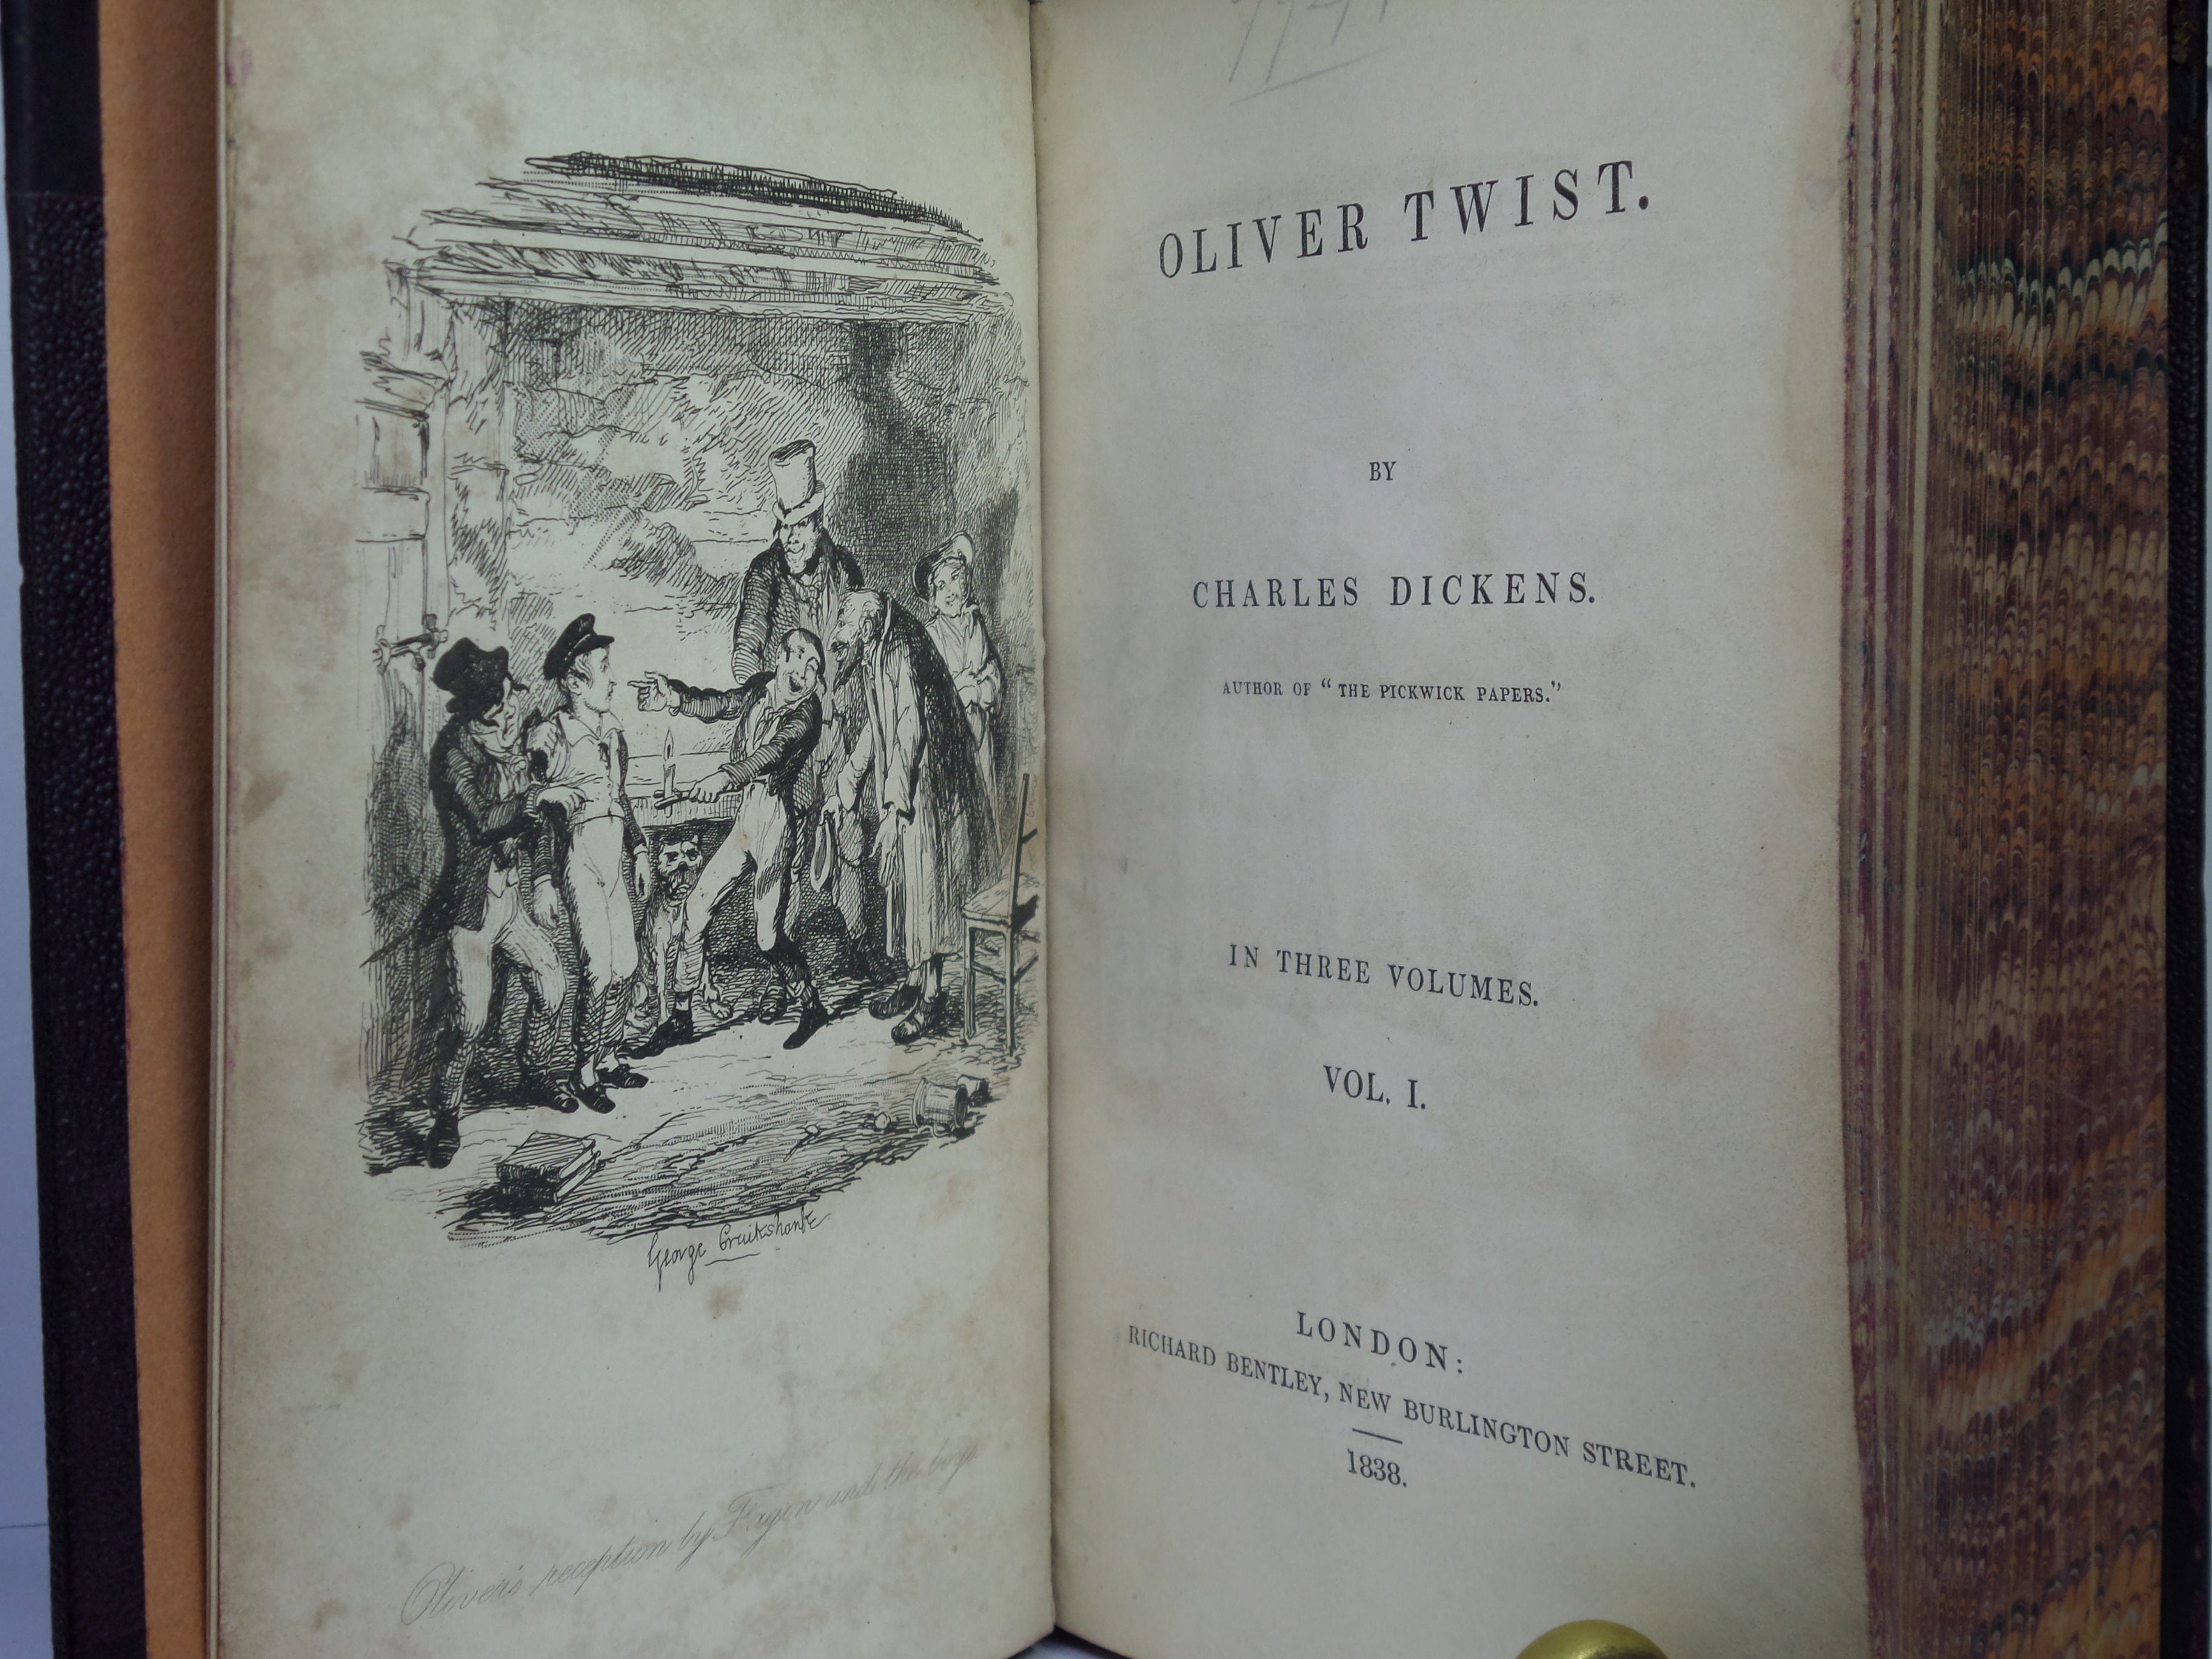 George Cruikshank
Oliver's reception by Fagin and the boys
OLIVER TWIST.
BY
CHARLES DICKENS.
AUTHOR OF “THE PICKWICK PAPERS.”
IN THREE VOLUMES.
VOL. I.
LONDON:
RICHARD BENTLEY, NEW BURLINGTON STREET.
1838.